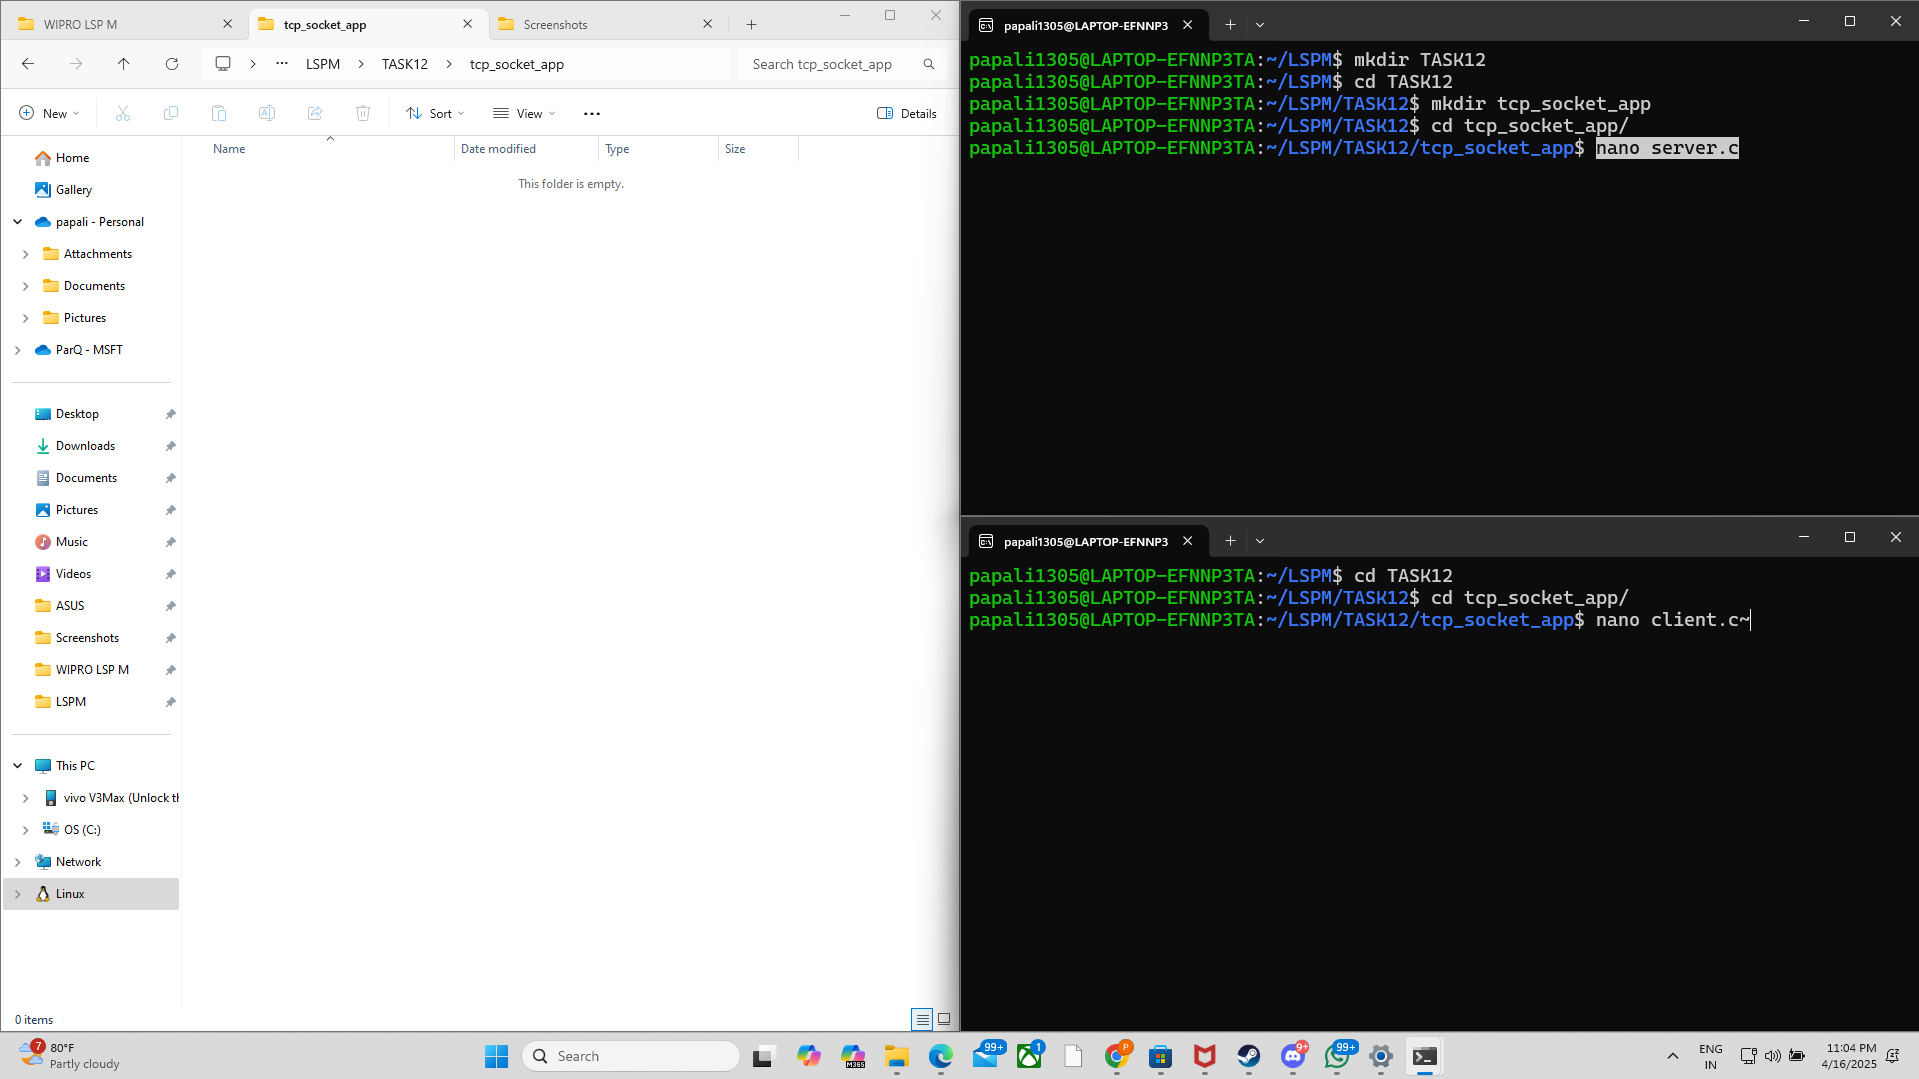 WIPRO LSP M
tcp_socket_app
Screenshots
LSPM
TASK12
tcp_socket_app
Search tcp_socket_app
New
Sort
View
Details
Name
Date modified
Type
Size
This folder is empty.
Home
Gallery
papali - Personal
Attachments
Documents
Pictures
ParQ - MSFT
Desktop
Downloads
Documents
Pictures
Music
Videos
ASUS
Screenshots
WIPRO LSP M
LSPM
This PC
vivo V3Max (Unlock th
OS (C:)
Network
Linux
0 items
papali1305@LAPTOP-EFNNP3
papali1305@LAPTOP-EFNNP3TA:~/LSPM$ mkdir TASK12
papali1305@LAPTOP-EFNNP3TA:~/LSPM$ cd TASK12
papali1305@LAPTOP-EFNNP3TA:~/LSPM/TASK12$ mkdir tcp_socket_app
papali1305@LAPTOP-EFNNP3TA:~/LSPM/TASK12$ cd tcp_socket_app/
papali1305@LAPTOP-EFNNP3TA:~/LSPM/TASK12/tcp_socket_app$ nano server.c
papali1305@LAPTOP-EFNNP3
papali1305@LAPTOP-EFNNP3TA:~/LSPM$ cd TASK12
papali1305@LAPTOP-EFNNP3TA:~/LSPM/TASK12$ cd tcp_socket_app/
papali1305@LAPTOP-EFNNP3TA:~/LSPM/TASK12/tcp_socket_app$ nano client.c~
7
80°F
Partly cloudy
Search
M365
99+
1
P
9+
99+
ENG
IN
11:04 PM
4/16/2025